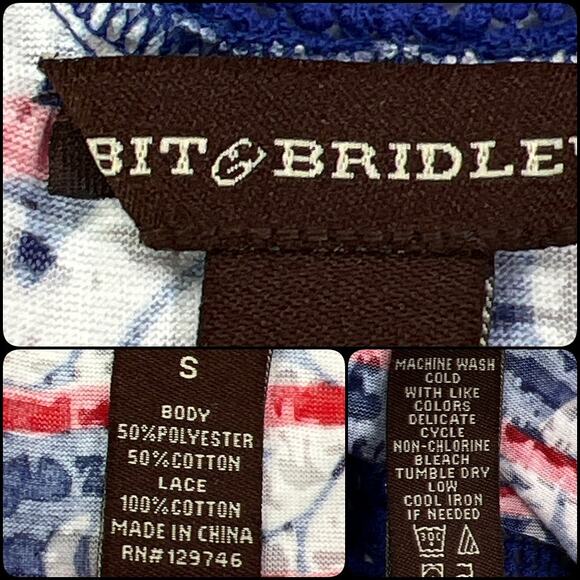 BIT & BRIDLE
S
BODY
50%POLYESTER
50%COTTON
LACE
100%COTTON
MADE IN CHINA
RN#129746
MACHINE WASH
COLD
WITH LIKE
COLORS
DELICATE
CYCLE
NON-CHLORINE
BLEACH
TUMBLE DRY
LOW
COOL IRON
IF NEEDED
30C